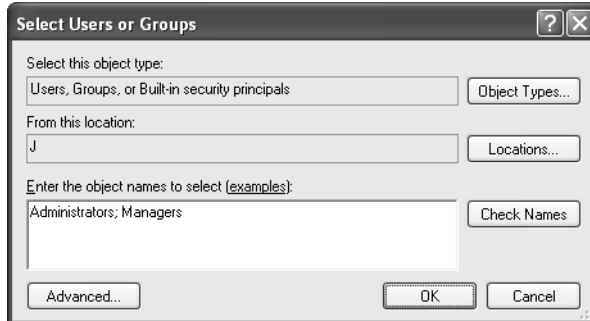 Select Users or Groups
Select this object type:
Users, Groups, or Built-in security principals
Object Types...
From this location:
J
Locations...
Enter the object names to select (examples):
Administrators; Managers
Check Names
Advanced...
OK
Cancel